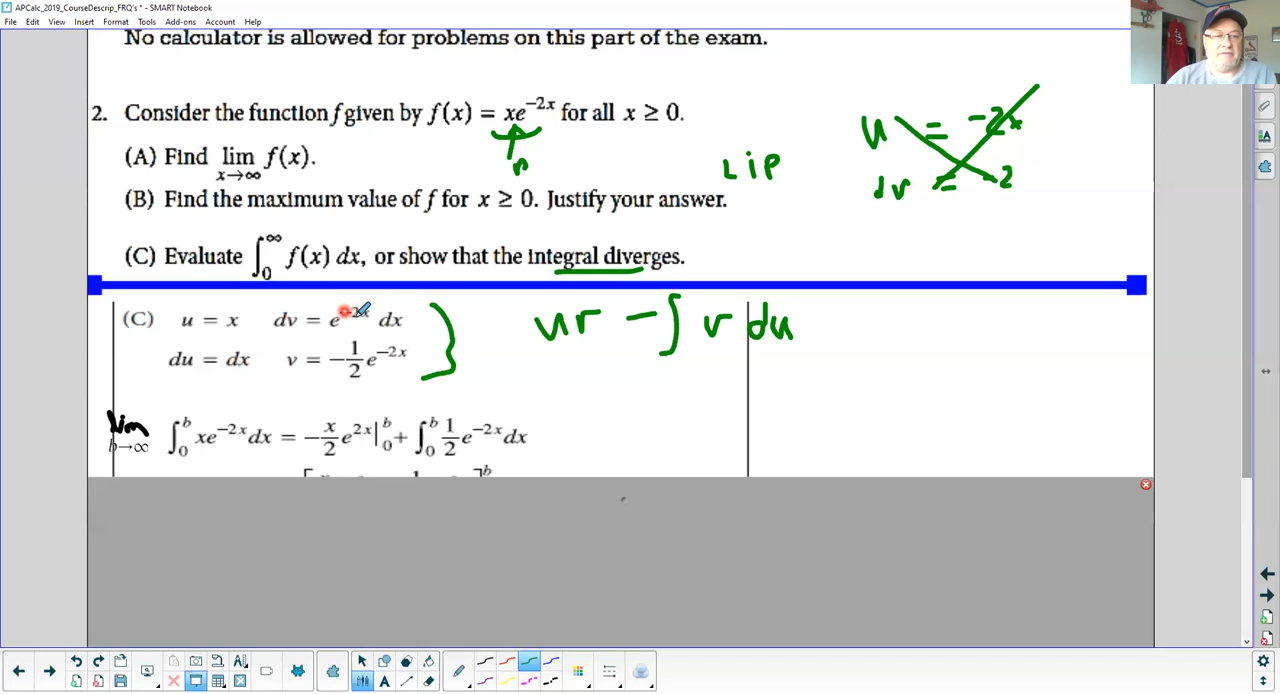 APCalc_2019_CourseDescrip_FRQ's * - SMART Notebook
File Edit View Insert Format Tools Add-ons Account Help
No calculator is allowed for problems on this part of the exam.
2. Consider the function f given by f(x) = xe^{-2x} for all x ≥ 0.
u = -2x
(A) Find lim_{x→∞} f(x).
LIP
dv = -2
(B) Find the maximum value of f for x ≥ 0. Justify your answer.
(C) Evaluate ∫_0^∞ f(x) dx, or show that the integral diverges.
(C) u = x dv = e^{-2x} dx
uv - ∫ v du
du = dx v = -\frac{1}{2}e^{-2x}
lim_{b→∞} ∫_0^b xe^{-2x}dx = -\frac{x}{2}e^{2x}|_0^b + ∫_0^b \frac{1}{2}e^{-2x}dx